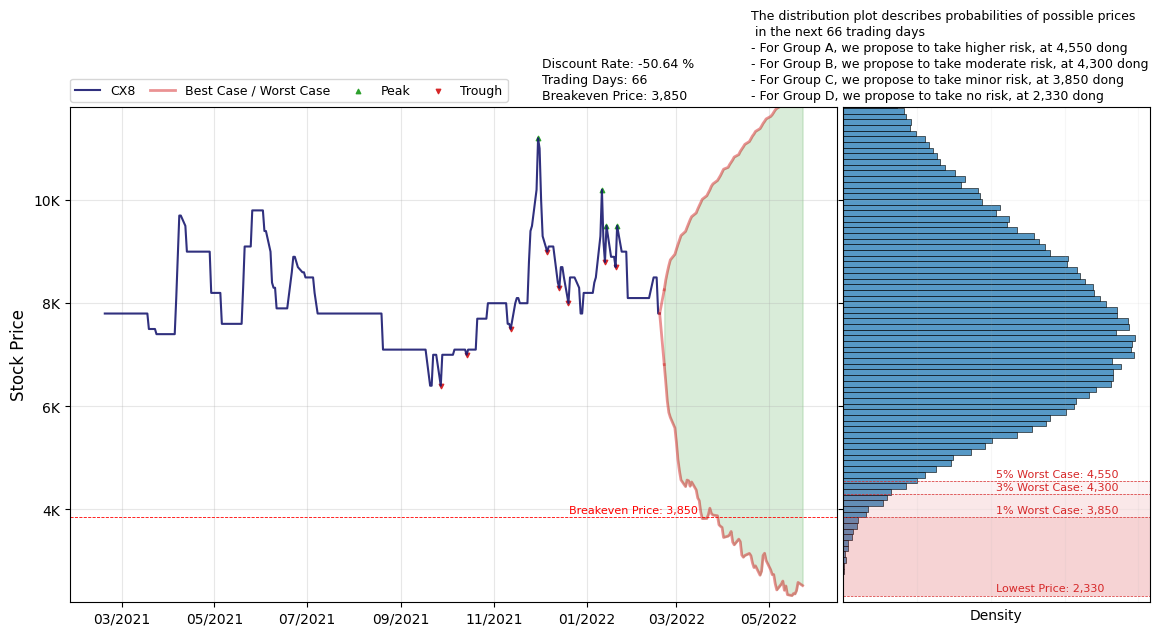 The distribution plot describes probabilities of possible prices
in the next 66 trading days
- For Group A, we propose to take higher risk, at 4,550 dong
- For Group B, we propose to take moderate risk, at 4,300 dong
- For Group C, we propose to take minor risk, at 3,850 dong
- For Group D, we propose to take no risk, at 2,330 dong
Discount Rate: -50.64 %
Trading Days: 66
Breakeven Price: 3,850
CX8
Best Case / Worst Case
Peak
Trough
Stock Price
10K
8K
6K
4K
Breakeven Price: 3,850
5% Worst Case: 4,550
3% Worst Case: 4,300
1% Worst Case: 3,850
Lowest Price: 2,330
03/2021
05/2021
07/2021
09/2021
11/2021
01/2022
03/2022
05/2022
Density